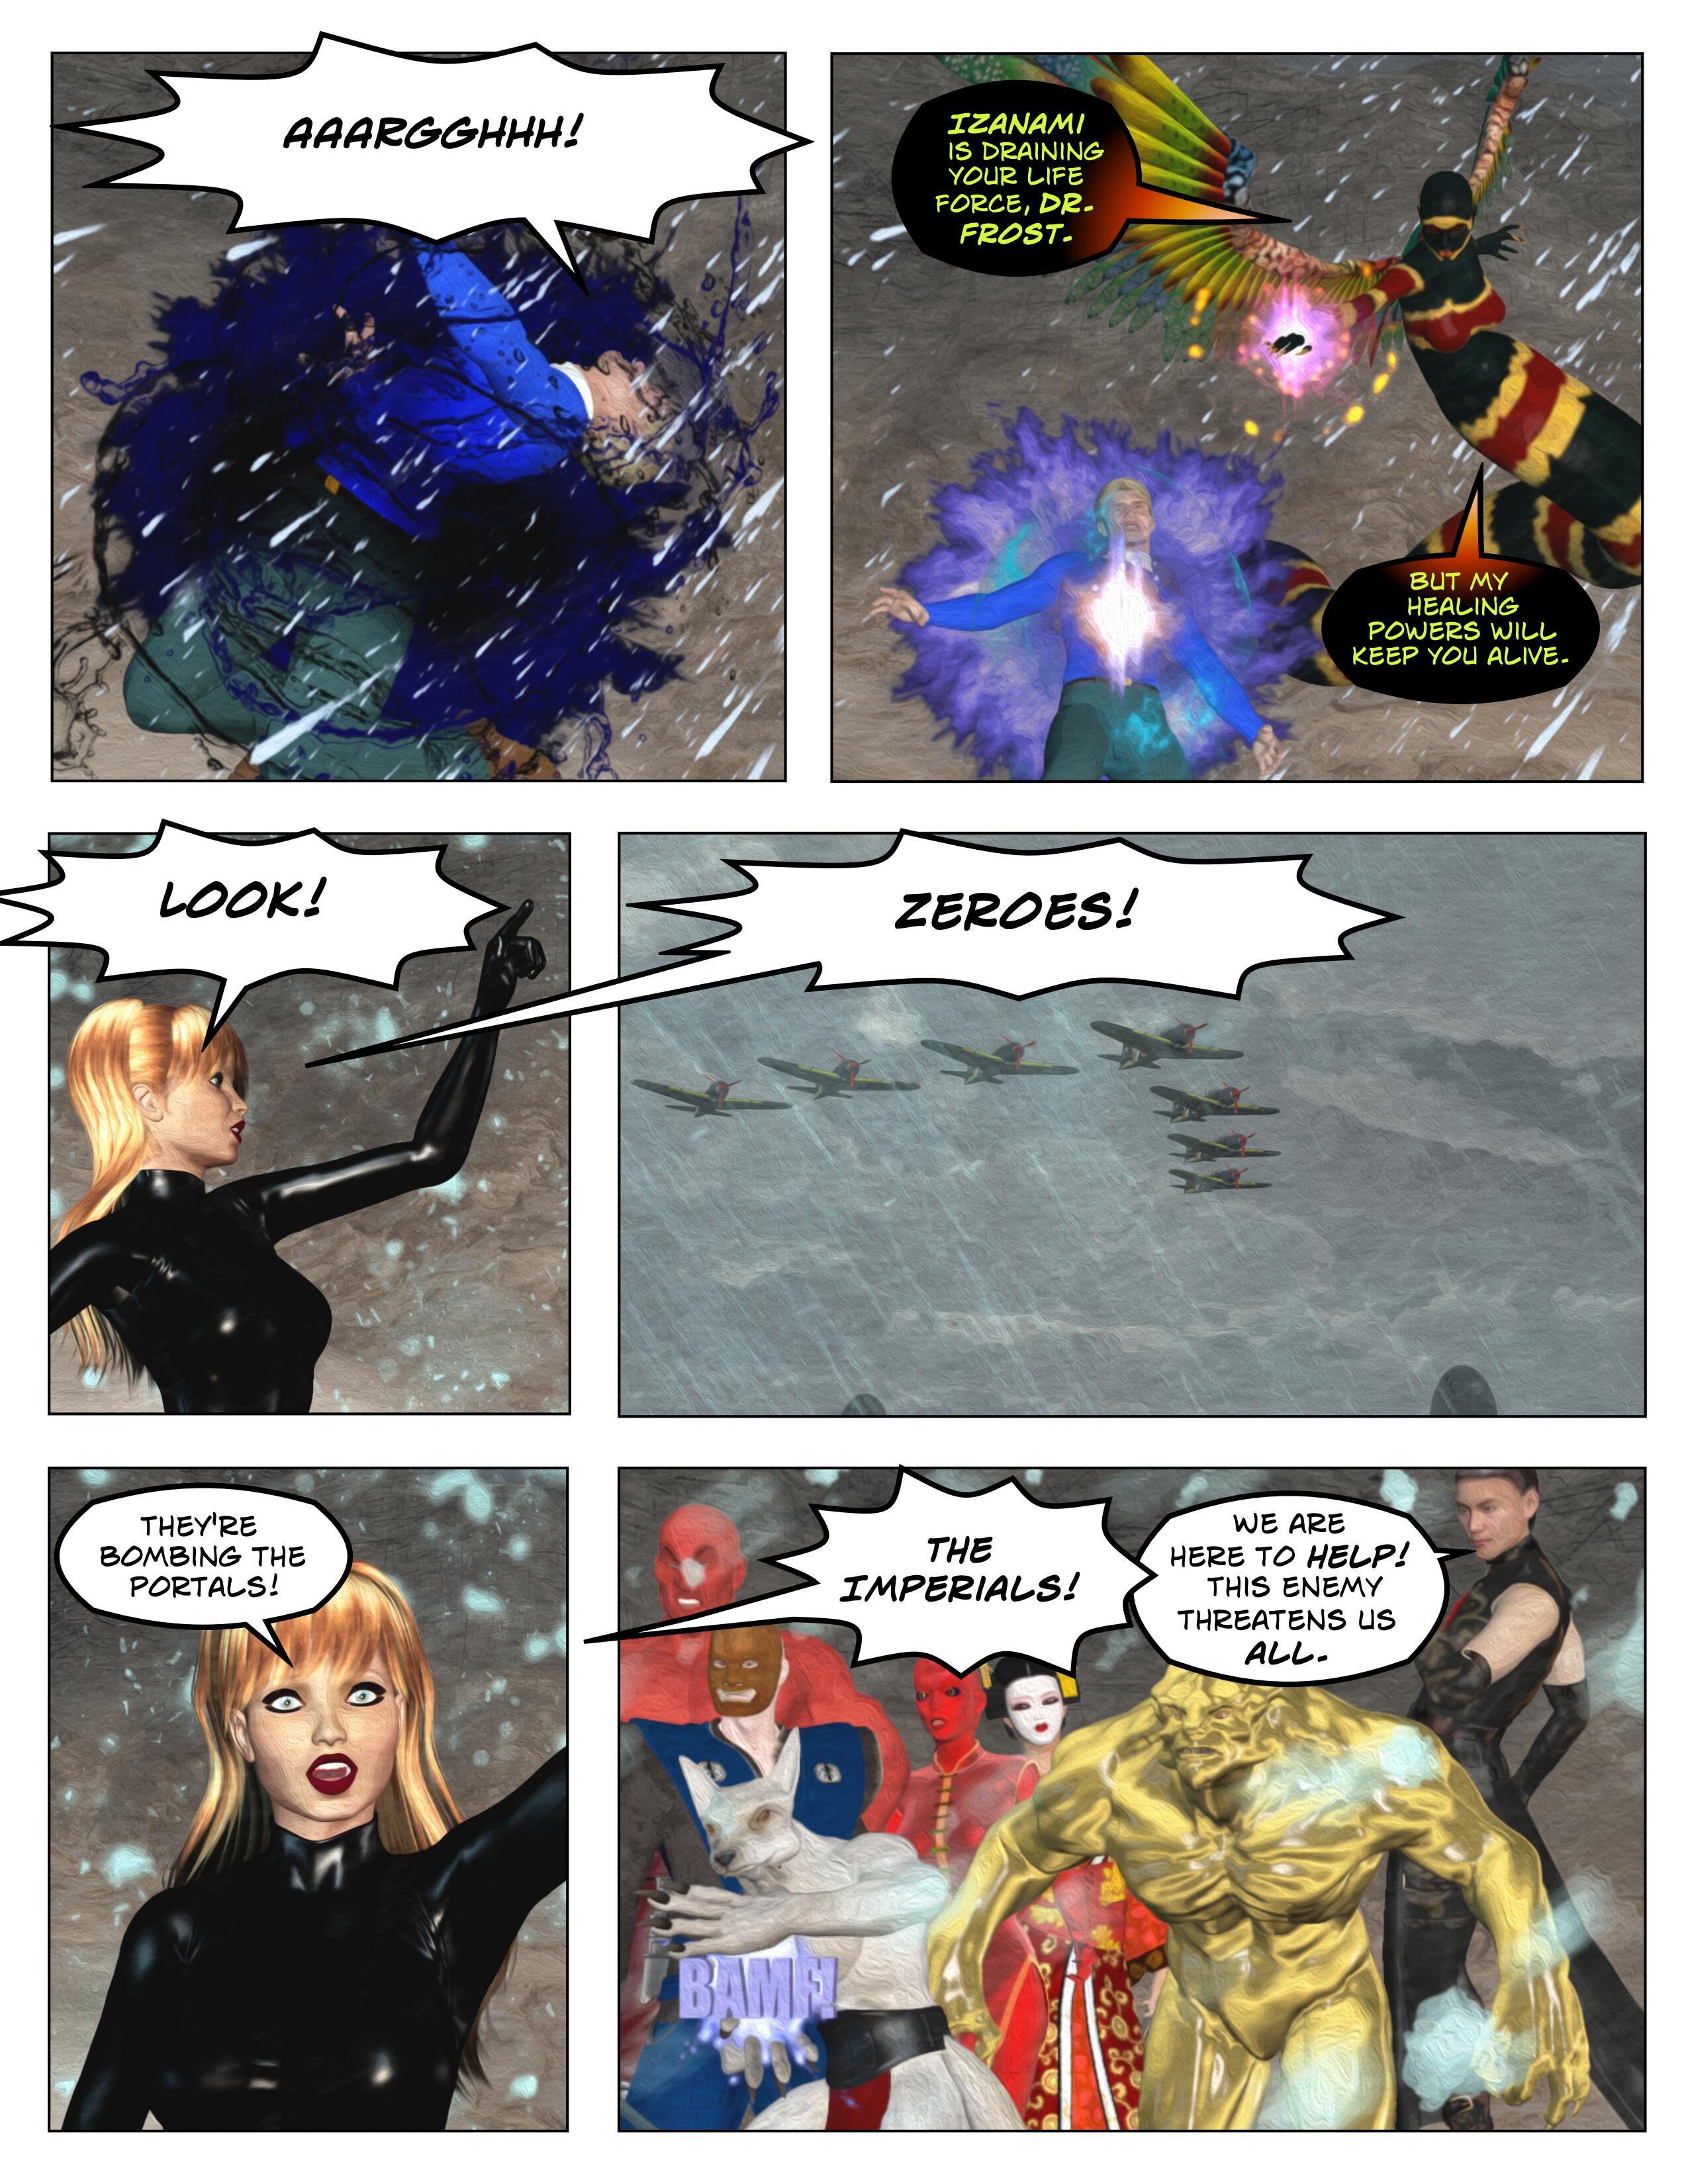 AAARGGHHH!
IZANAMI
IS DRAINING
YOUR LIFE
FORCE, DR.
FROST.
BUT MY
HEALING
POWERS WILL
KEEP YOU ALIVE.
LOOK!
ZEROES!
THEY'RE
BOMBING THE
PORTALS!
THE
IMPERIALS!
WE ARE
HERE TO HELP!
THIS ENEMY
THREATENS US
ALL.
BAMF!